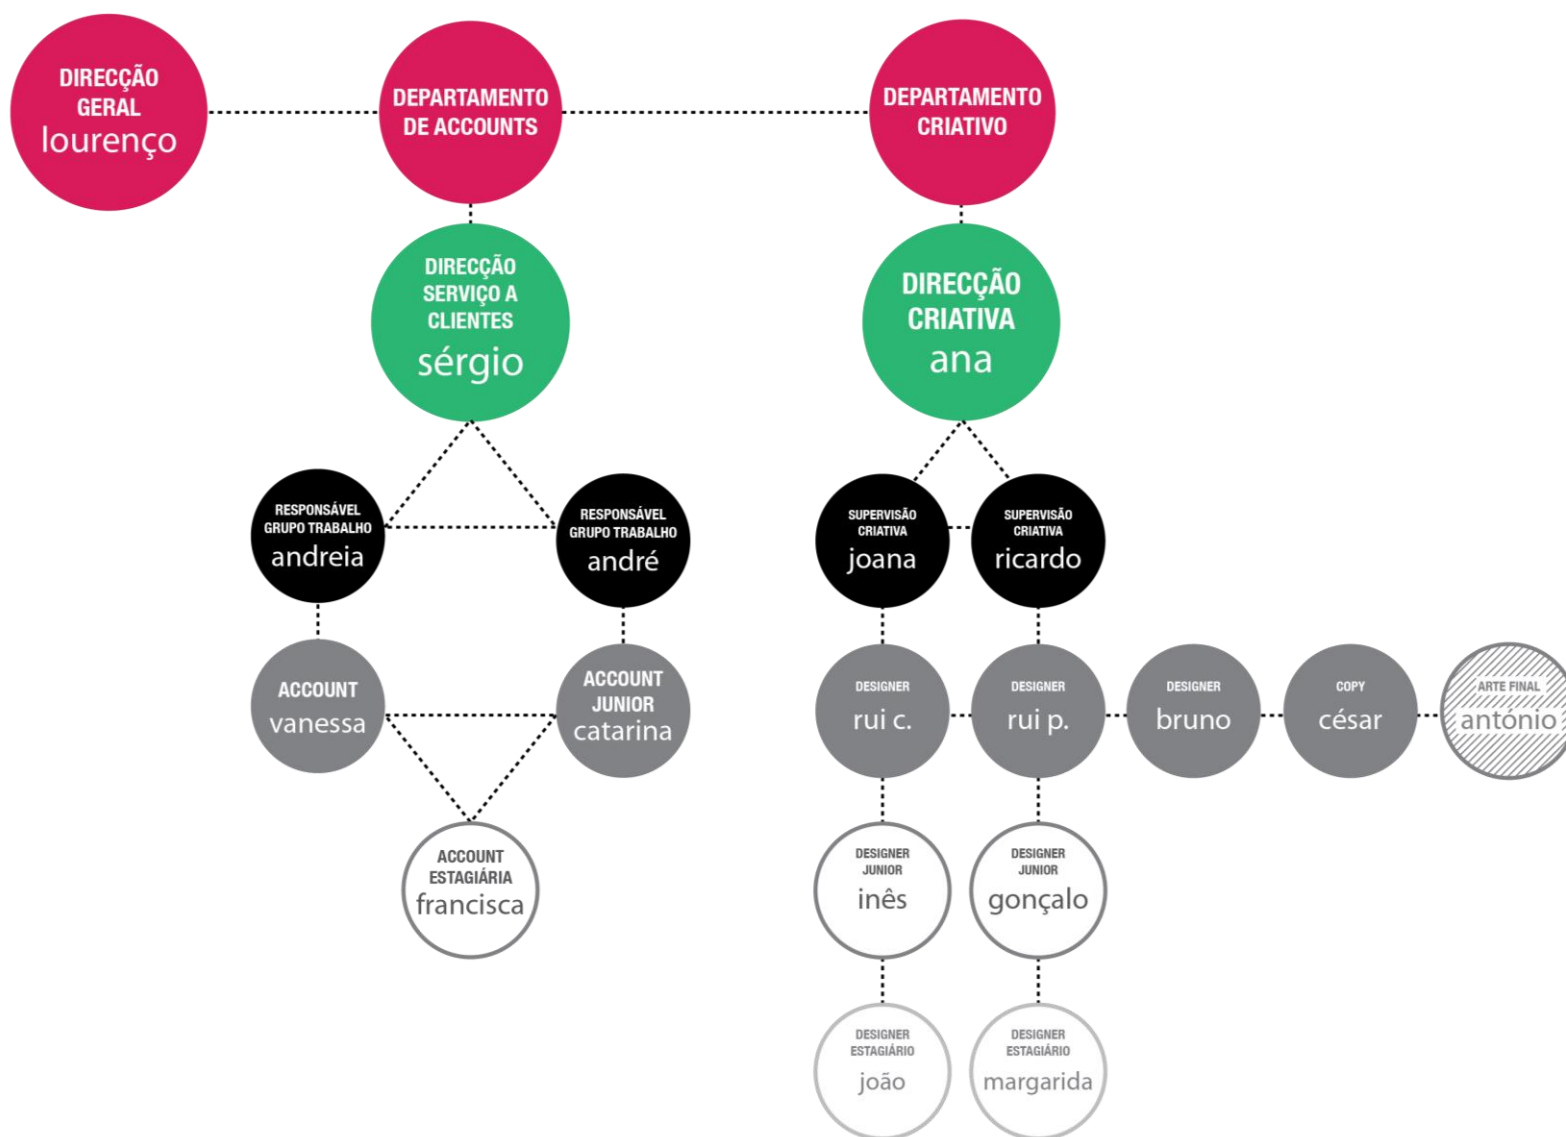 DIRECÇÃO
GERAL
lourenço
DEPARTAMENTO
DE ACCOUNTS
DEPARTAMENTO
CRIATIVO
DIRECÇÃO
SERVIÇO A
CLIENTES
sérgio
DIRECÇÃO
CRIATIVA
ana
RESPONSÁVEL
GRUPO TRABALHO
andreia
RESPONSÁVEL
GRUPO TRABALHO
andré
SUPERVISÃO
CRIATIVA
joana
SUPERVISÃO
CRIATIVA
ricardo
ACCOUNT
vanessa
ACCOUNT
JUNIOR
catarina
DESIGNER
rui c.
DESIGNER
rui p.
DESIGNER
bruno
COPY
césar
ARTE FINAL
antónio
ACCOUNT
ESTAGIÁRIA
francisca
DESIGNER
JUNIOR
inês
DESIGNER
JUNIOR
gonçalo
DESIGNER
ESTAGIÁRIO
joão
DESIGNER
ESTAGIÁRIO
margarida